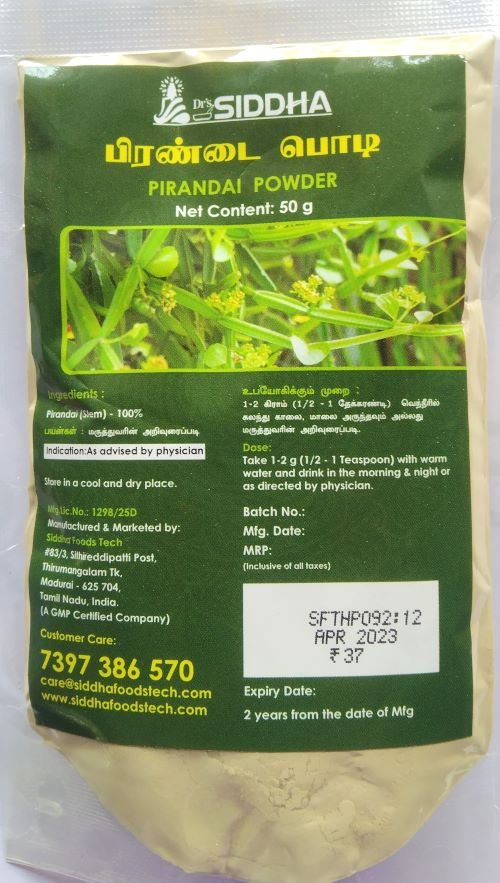 Dr's SIDDHA
பிரண்டை பொடி
PIRANDAI POWDER
Net Content: 50 g
Ingredients :
Pirandai (Stem) - 100%
பயன்கள் : மருத்துவரின் அறிவுரைப்படி
Indication:As advised by physician
Store in a cool and dry place.
Mfg.Lic.No.: 1298/25D
Manufactured & Marketed by:
Siddha Foods Tech
#83/3, Sithireddipatti Post,
Thirumangalam Tk,
Madurai - 625 704,
Tamil Nadu, India.
(A GMP Certified Company)
Customer Care:
7397 386 570
care@siddhafoodstech.com
www.siddhafoodstech.com
உபயோகிக்கும் முறை :
1-2 கிராம் (1/2 - 1 தேக்கரண்டி) வெந்நீரில்
கலந்து காலை, மாலை அருந்தவும் அல்லது
மருத்துவரின் அறிவுரைப்படி.
Dose:
Take 1-2 g (1/2 - 1 Teaspoon) with warm
water and drink in the morning & night or
as directed by physician.
Batch No.:
Mfg. Date:
MRP:
(Inclusive of all taxes)
SFTHP092:12
APR 2023
₹ 37
Expiry Date:
2 years from the date of Mfg